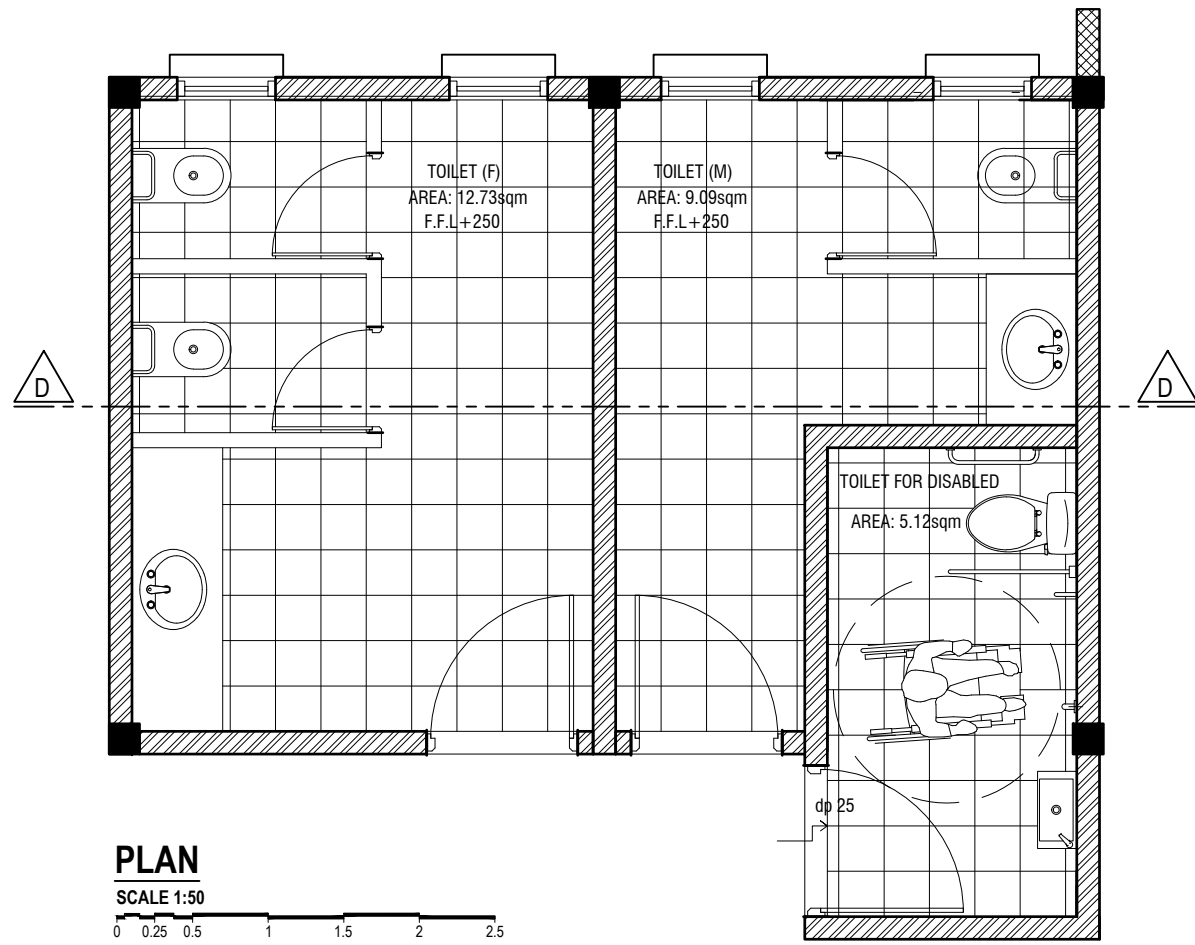 TOILET (F)
AREA: 12.73sqm
F.F.L+250
TOILET (M)
AREA: 9.09sqm
F.F.L+250
D
D
TOILET FOR DISABLED
AREA: 5.12sqm
dp 25
PLAN
SCALE 1:50
0 0.25 0.5 1 1.5 2 2.5